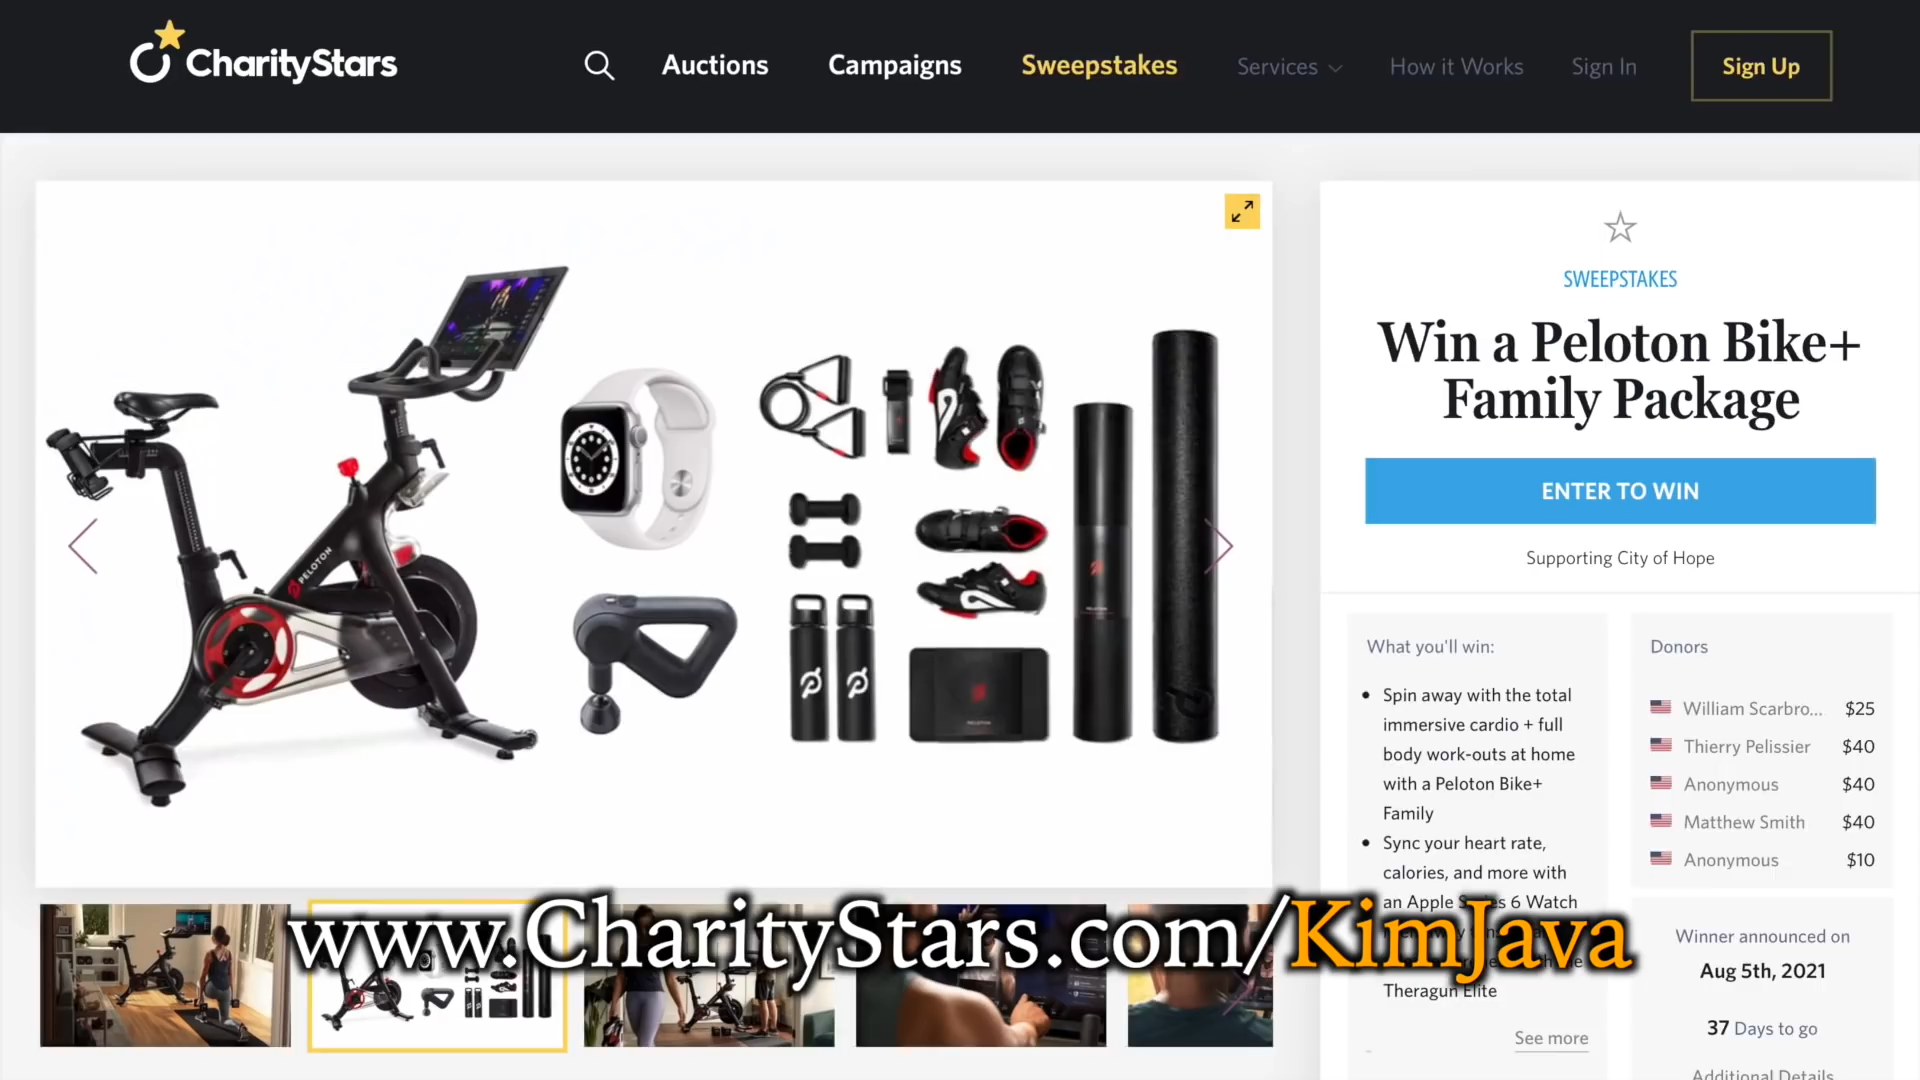 CharityStars
Auctions
Campaigns
Sweepstakes
Services
How it Works
Sign In
Sign Up
PELOTON
SWEEPSTAKES
Win a Peloton Bike+
Family Package
ENTER TO WIN
Supporting City of Hope
What you'll win:
Spin away with the total
immersive cardio + full
body work-outs at home
with a Peloton Bike+
Family
Sync your heart rate,
calories, and more with
an Apple Series 6 Watch
Theragun Elite
See more
Donors
William Scarbro... $25
Thierry Pelissier $40
Anonymous $40
Matthew Smith $40
Anonymous $10
Winner announced on
Aug 5th, 2021
37 Days to go
Additional Details
www.CharityStars.com/KimJava